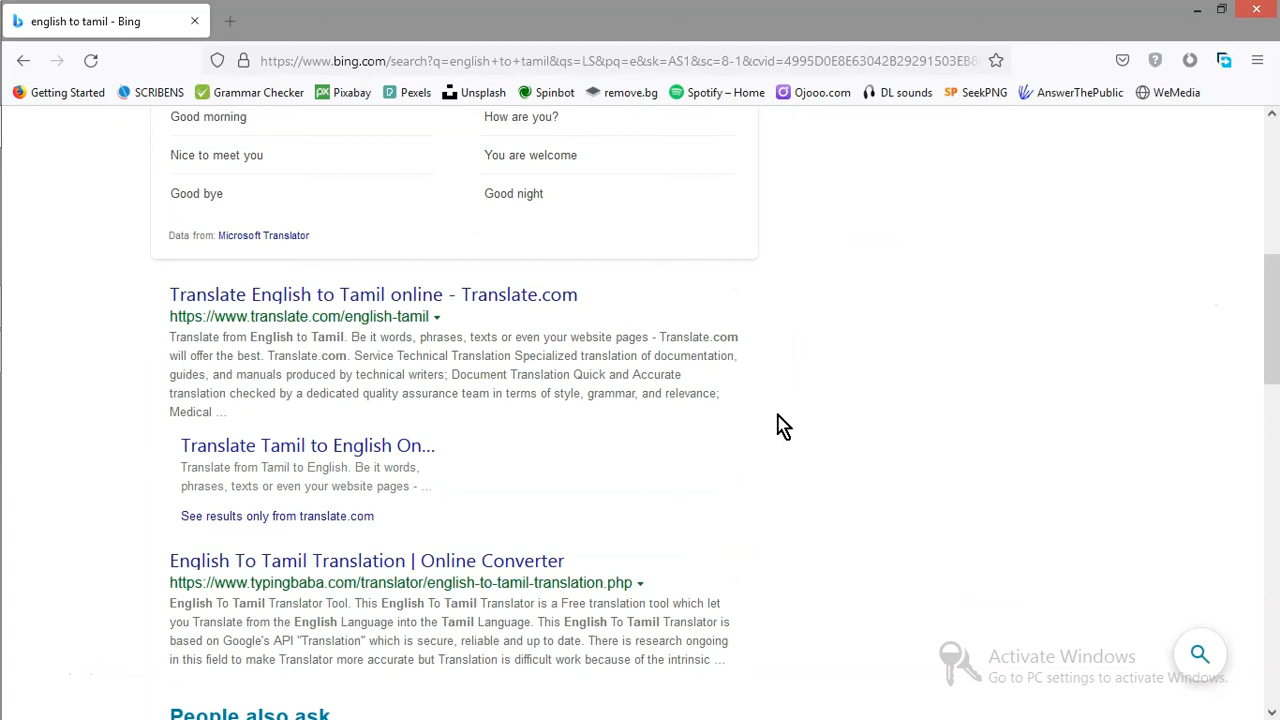 english to tamil - Bing
https://www.bing.com/search?q=english+to+tamil&qs=LS&pq=e&sk=AS1&sc=8-1&cvid=4995D0E8E63042B29291503EB8
Getting Started SCRIBENS Grammar Checker Pixabay Pexels Unsplash Spinbot remove.bg Spotify – Home Ojooo.com DL sounds SP SeekPNG AnswerThePublic WeMedia
Good morning How are you?
Nice to meet you You are welcome
Good bye Good night
Data from: Microsoft Translator
Translate English to Tamil online - Translate.com
https://www.translate.com/english-tamil
Translate from English to Tamil. Be it words, phrases, texts or even your website pages - Translate.com
will offer the best. Translate.com. Service Technical Translation Specialized translation of documentation,
guides, and manuals produced by technical writers; Document Translation Quick and Accurate
translation checked by a dedicated quality assurance team in terms of style, grammar, and relevance;
Medical ...
Translate Tamil to English On...
Translate from Tamil to English. Be it words,
phrases, texts or even your website pages - ...
See results only from translate.com
English To Tamil Translation | Online Converter
https://www.typingbaba.com/translator/english-to-tamil-translation.php
English To Tamil Translator Tool. This English To Tamil Translator is a Free translation tool which let
you Translate from the English Language into the Tamil Language. This English To Tamil Translator is
based on Google's API "Translation" which is secure, reliable and up to date. There is research ongoing
in this field to make Translator more accurate but Translation is difficult work because of the intrinsic ...
Activate Windows
Go to PC settings to activate Windows.
People also ask